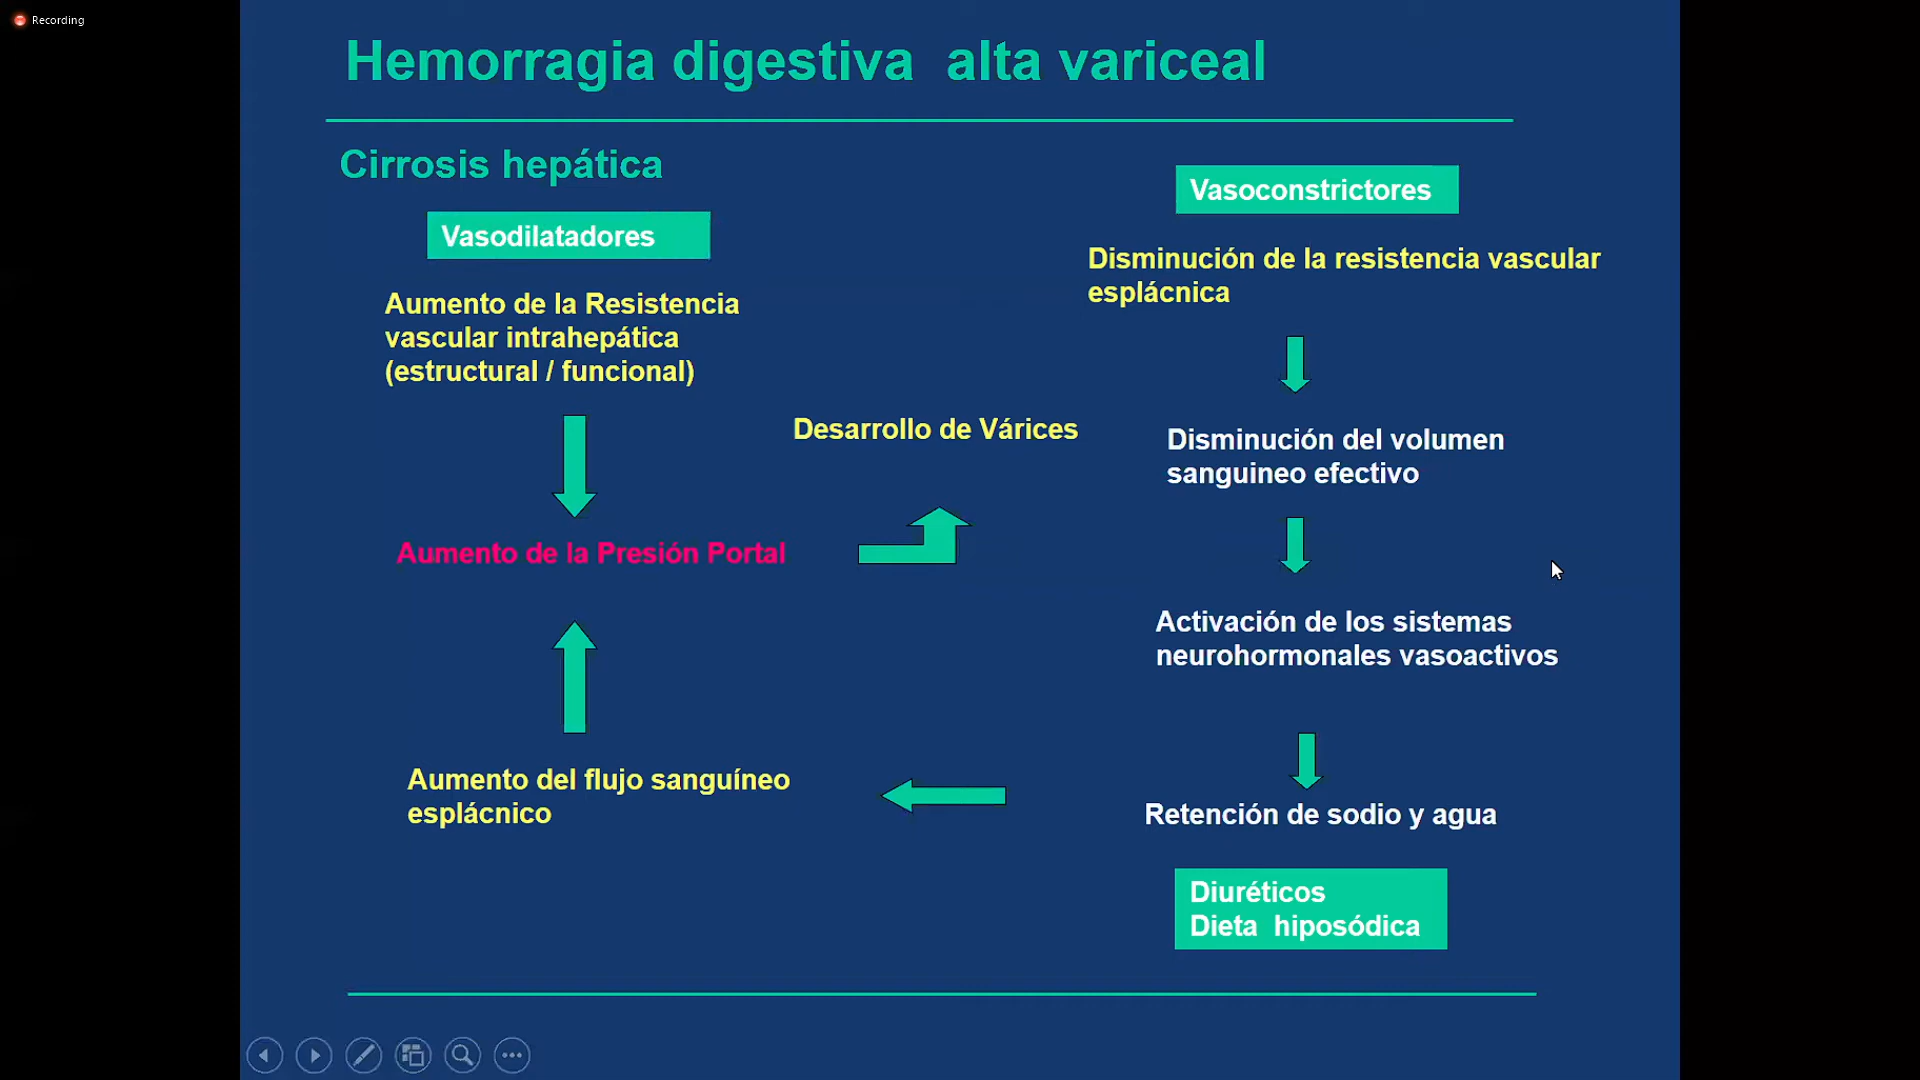 Recording
Hemorragia digestiva alta variceal
Cirrosis hepática
Vasodilatadores
Aumento de la Resistencia
vascular intrahepática
(estructural / funcional)
Aumento de la Presión Portal
Aumento del flujo sanguíneo
esplácnico
Desarrollo de Várices
Vasoconstrictores
Disminución de la resistencia vascular
esplácnica
Disminución del volumen
sanguineo efectivo
Activación de los sistemas
neurohormonales vasoactivos
Retención de sodio y agua
Diuréticos
Dieta hiposódica